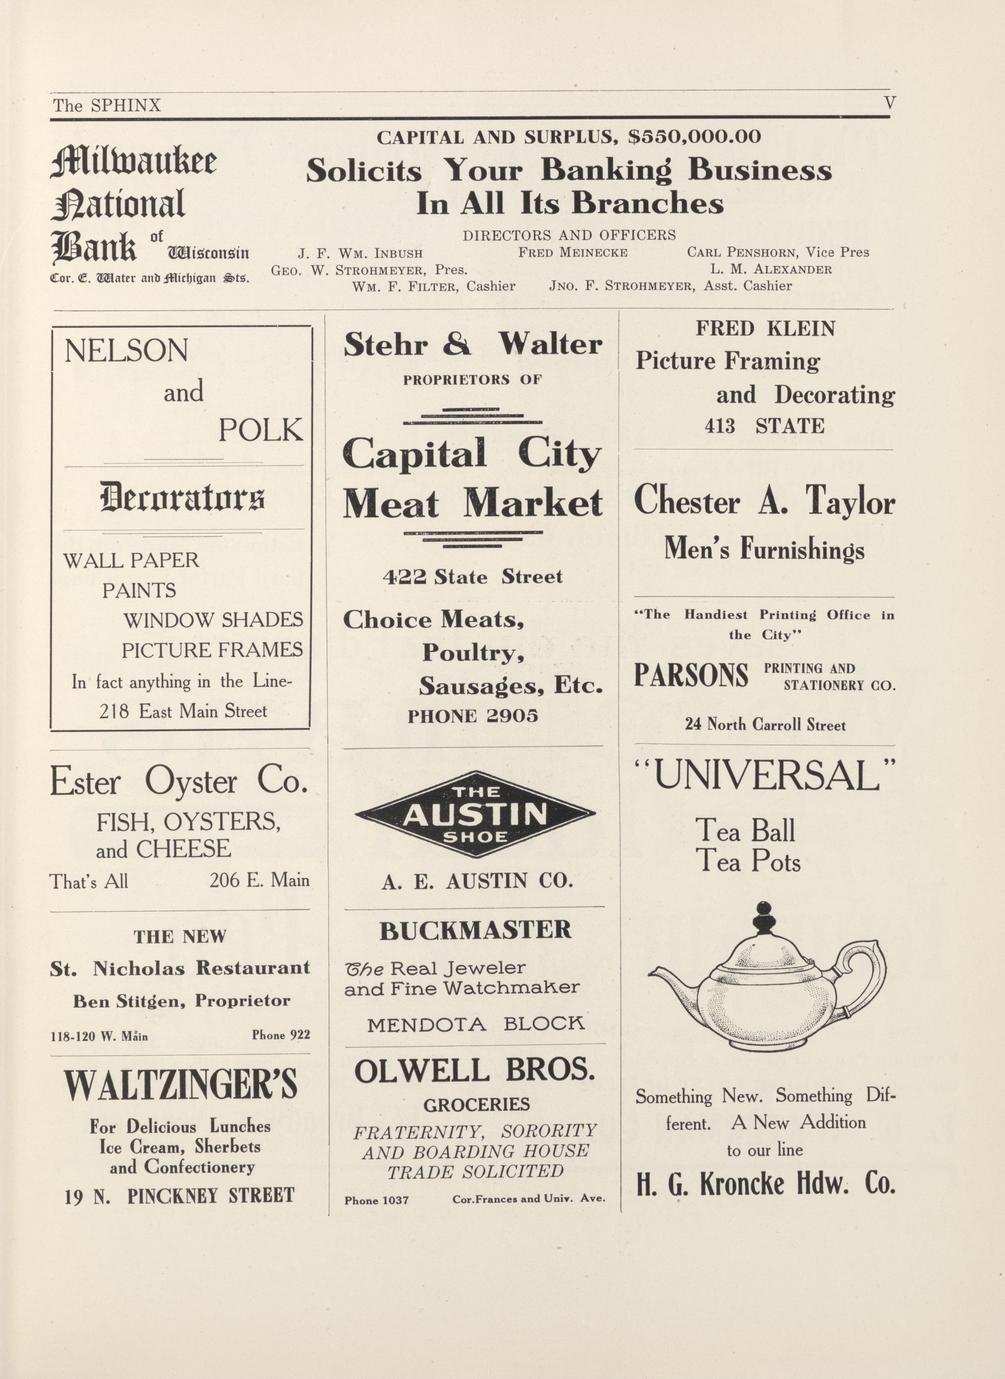 The SPHINX
V
Milwaukee
National
Bank of Wisconsin
Cor. E. Water and Michigan Sts.
CAPITAL AND SURPLUS, $550,000.00
Solicits Your Banking Business
In All Its Branches
DIRECTORS AND OFFICERS
J. F. WM. INBUSH FRED MEINECKE CARL PENSHORN, Vice Pres
GEO. W. STROHMEYER, Pres. L. M. ALEXANDER
WM. F. FILTER, Cashier JNO. F. STROHMEYER, Asst. Cashier
NELSON
and
POLK
Decorators
WALL PAPER
PAINTS
WINDOW SHADES
PICTURE FRAMES
In fact anything in the Line-
218 East Main Street
Ester Oyster Co.
FISH, OYSTERS,
and CHEESE
That's All 206 E. Main
THE NEW
St. Nicholas Restaurant
Ben Stitgen, Proprietor
118-120 W. Main Phone 922
WALTZINGER'S
For Delicious Lunches
Ice Cream, Sherbets
and Confectionery
19 N. PINCKNEY STREET
Stehr & Walter
PROPRIETORS OF
Capital City
Meat Market
422 State Street
Choice Meats,
Poultry,
Sausages, Etc.
PHONE 2905
THE
AUSTIN
SHOE
A. E. AUSTIN CO.
BUCKMASTER
The Real Jeweler
and Fine Watchmaker
MENDOTA BLOCK
OLWELL BROS.
GROCERIES
FRATERNITY, SORORITY
AND BOARDING HOUSE
TRADE SOLICITED
Phone 1037 Cor.Frances and Univ. Ave.
FRED KLEIN
Picture Framing
and Decorating
413 STATE
Chester A. Taylor
Men's Furnishings
"The Handiest Printing Office in
the City"
PARSONS PRINTING AND
STATIONERY CO.
24 North Carroll Street
"UNIVERSAL"
Tea Ball
Tea Pots
Something New. Something Dif-
ferent. A New Addition
to our line
H. G. Kroncke Hdw. Co.